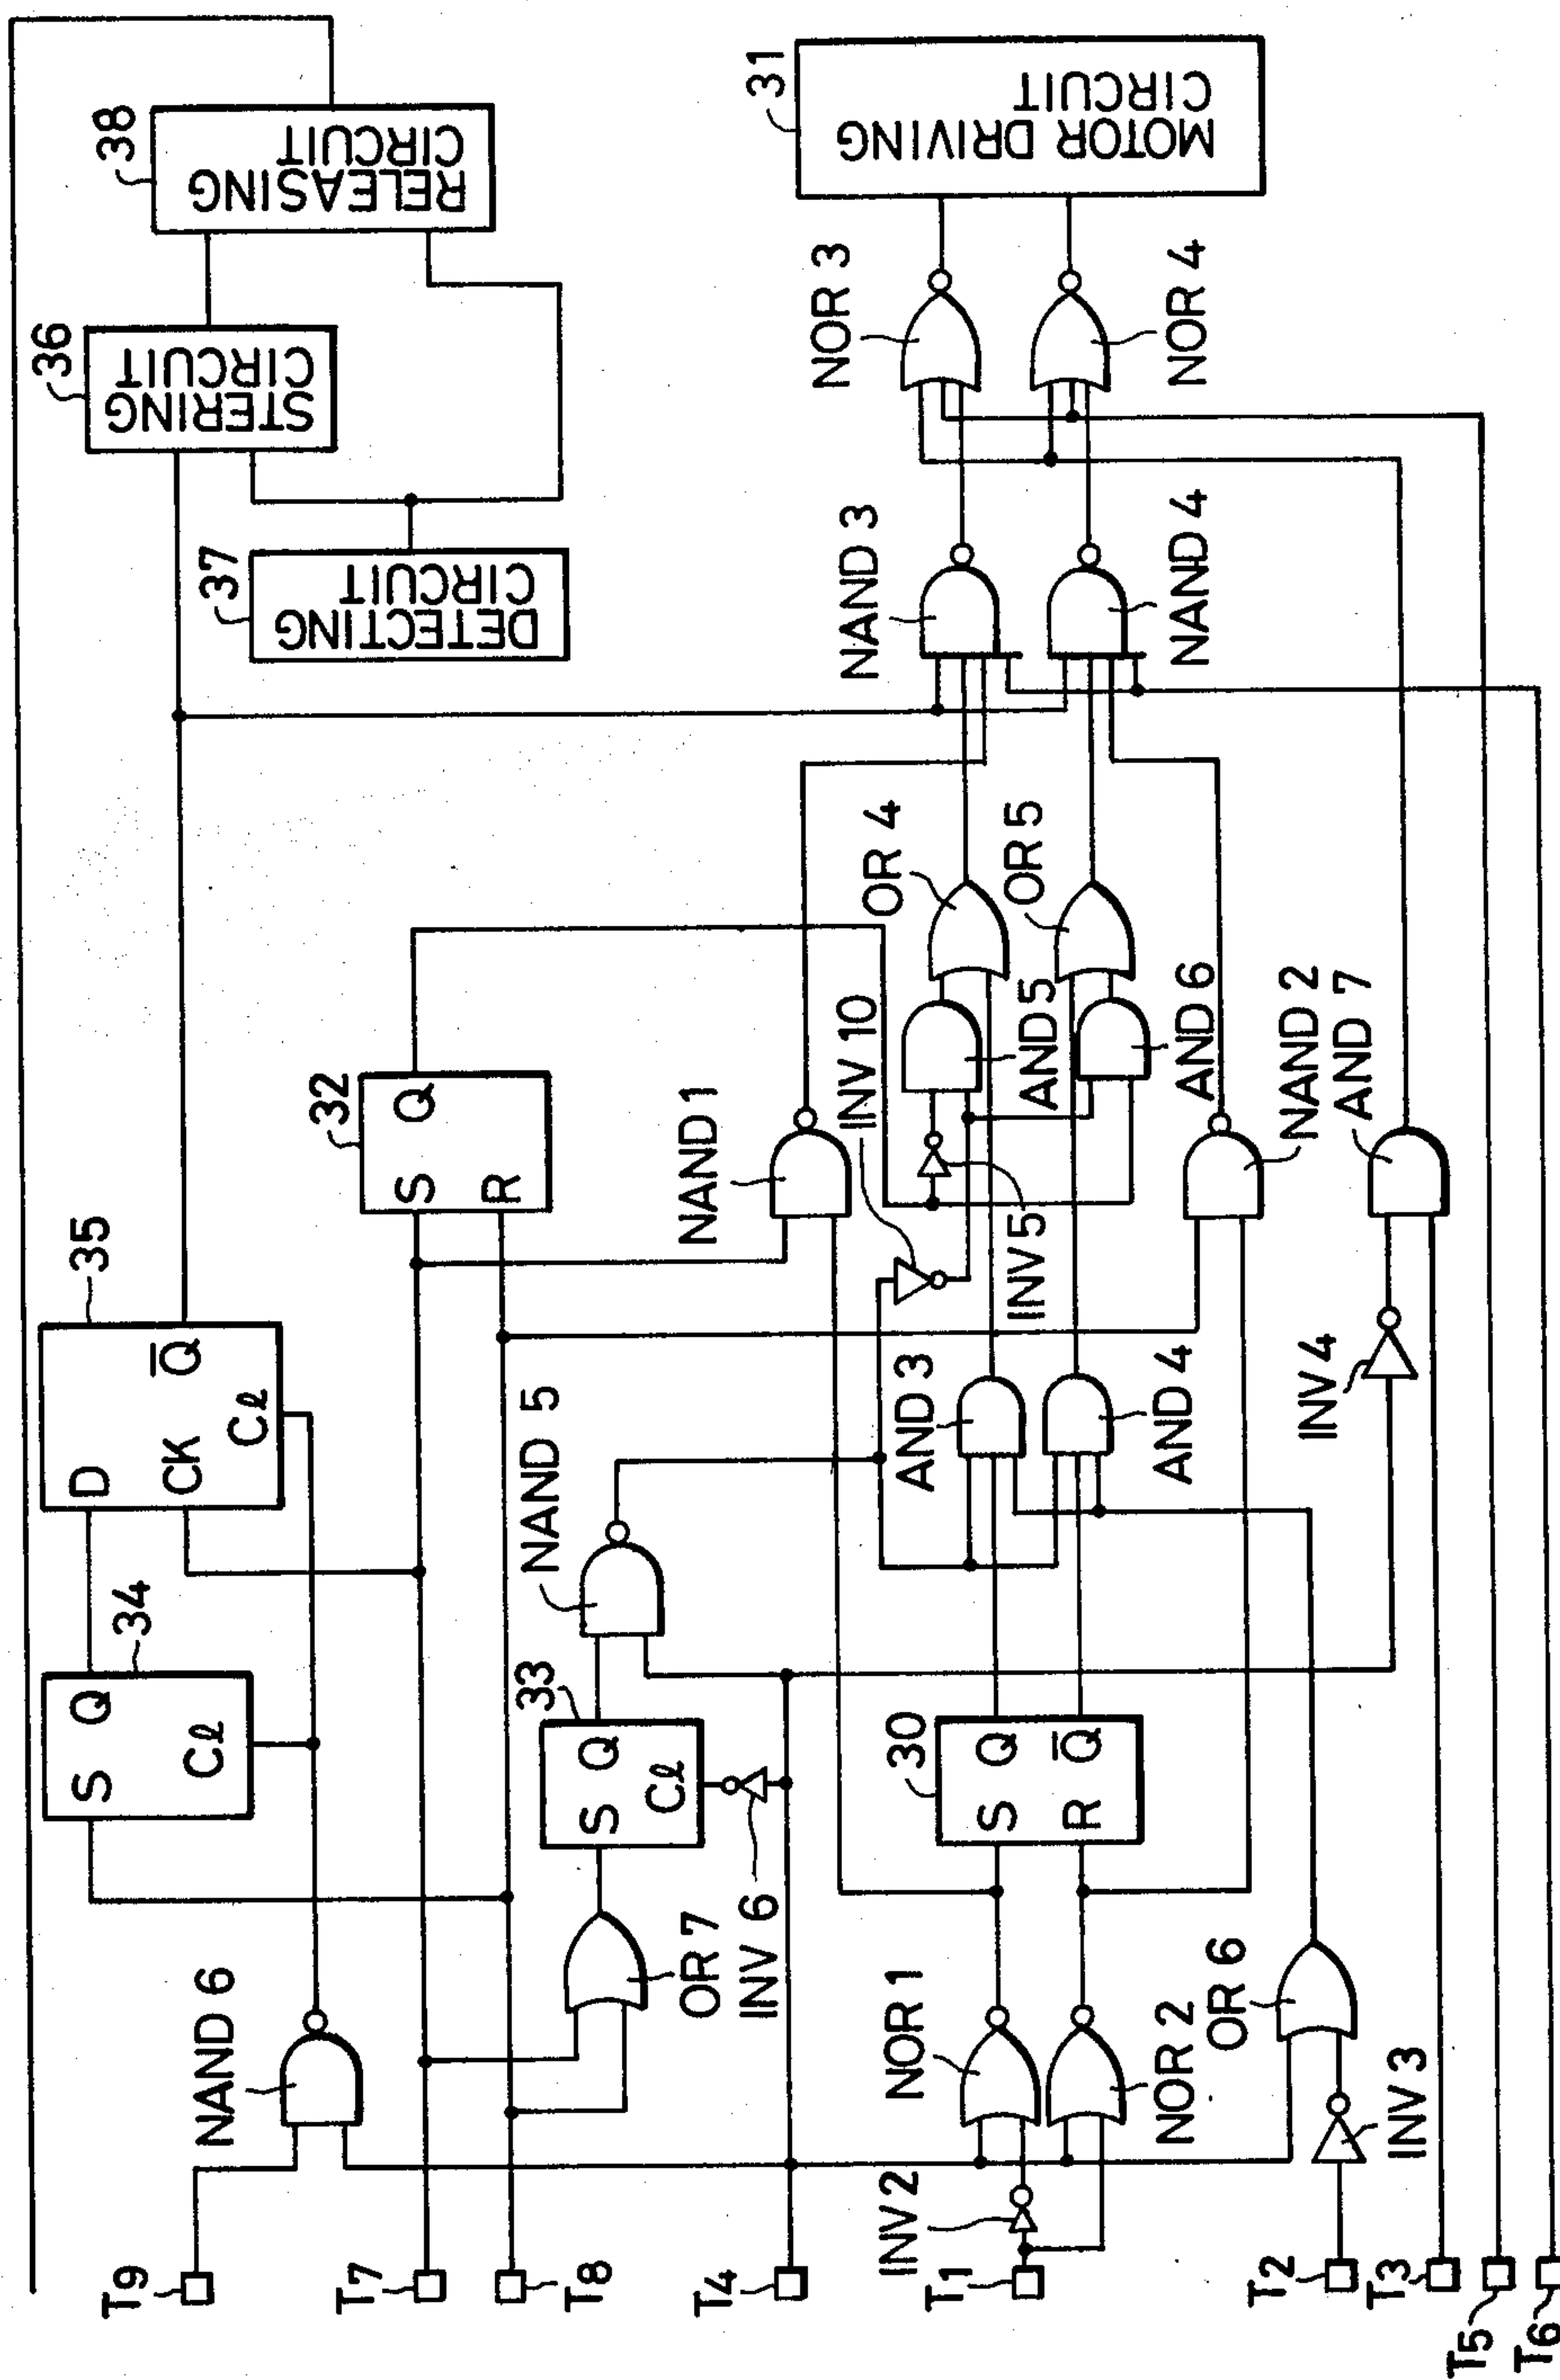 38
RELEASING
CIRCUIT
36
STERING
CIRCUIT
37
DETECTING
CIRCUIT
31
MOTOR DRIVING
CIRCUIT
NOR 3
NOR 4
NAND 3
NAND 4
OR 4
OR 5
32
Q
S
R
NAND 1
INV 10
AND 5
INV 5
AND 6
NAND 2
AND 7
35
D
Q
CK
Cℓ
NAND 5
AND 3
AND 4
INV 4
34
S
Q
Cℓ
33
S
Q
Cℓ
30
S
Q
R
Q
NAND 6
OR 7
INV 6
NOR 1
NOR 2
OR 6
INV 2
INV 3
T9
T7
T8
T4
T1
T2
T3
T5
T6